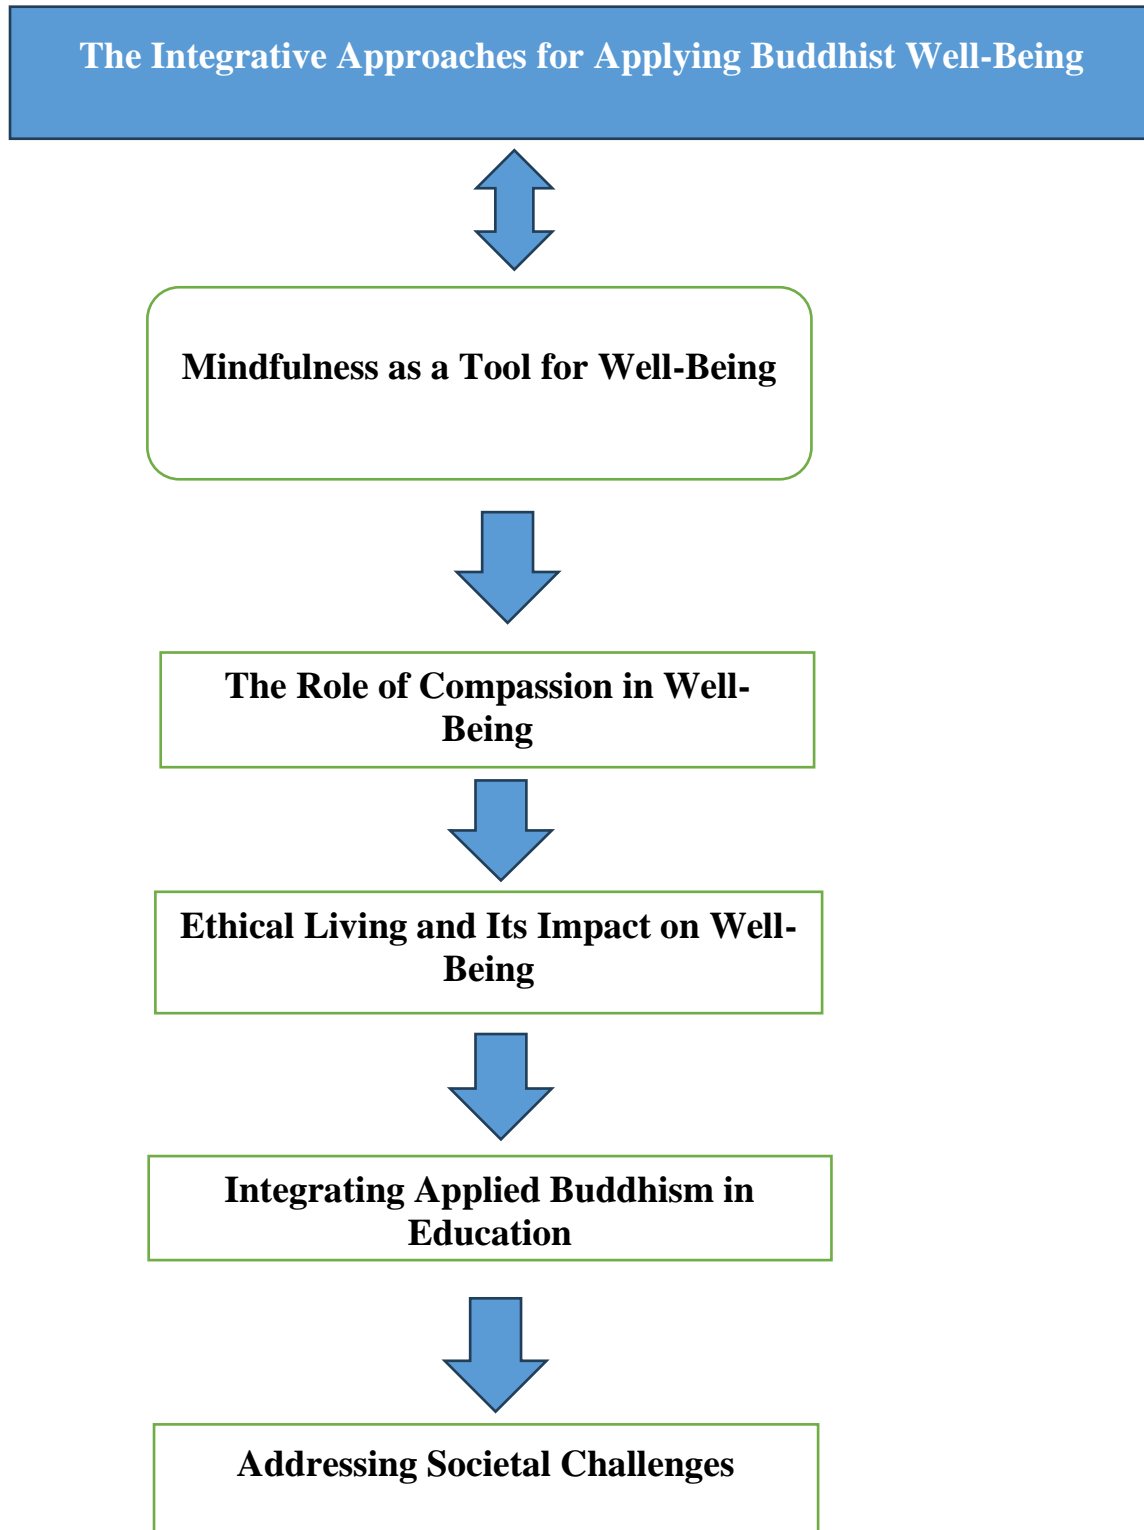 The Integrative Approaches for Applying Buddhist Well-Being
Mindfulness as a Tool for Well-Being
The Role of Compassion in Well-
Being
Ethical Living and Its Impact on Well-
Being
Integrating Applied Buddhism in
Education
Addressing Societal Challenges